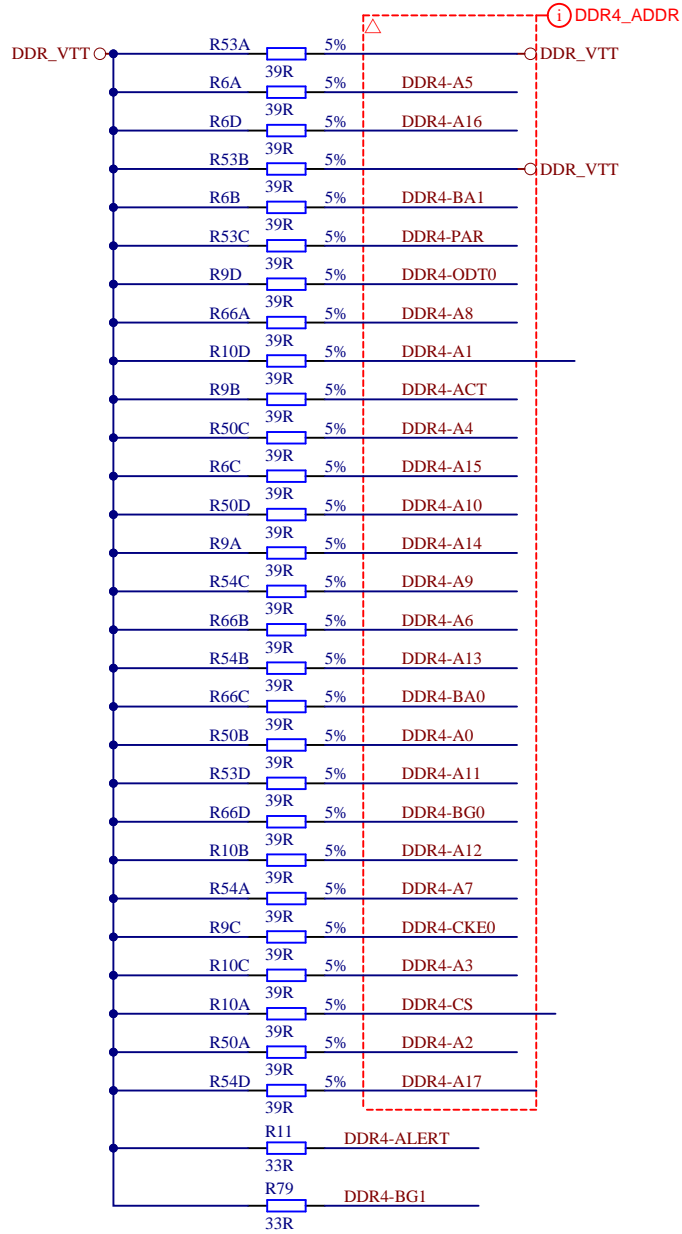 i DDR4_ADDR
DDR_VTT R53A 5% DDR_VTT
39R
R6A 5% DDR4-A5
39R
R6D 5% DDR4-A16
39R
R53B 5% DDR_VTT
39R
R6B 5% DDR4-BA1
39R
R53C 5% DDR4-PAR
39R
R9D 5% DDR4-ODT0
39R
R66A 5% DDR4-A8
39R
R10D 5% DDR4-A1
39R
R9B 5% DDR4-ACT
39R
R50C 5% DDR4-A4
39R
R6C 5% DDR4-A15
39R
R50D 5% DDR4-A10
39R
R9A 5% DDR4-A14
39R
R54C 5% DDR4-A9
39R
R66B 5% DDR4-A6
39R
R54B 5% DDR4-A13
39R
R66C 5% DDR4-BA0
39R
R50B 5% DDR4-A0
39R
R53D 5% DDR4-A11
39R
R66D 5% DDR4-BG0
39R
R10B 5% DDR4-A12
39R
R54A 5% DDR4-A7
39R
R9C 5% DDR4-CKE0
39R
R10C 5% DDR4-A3
39R
R10A 5% DDR4-CS
39R
R50A 5% DDR4-A2
39R
R54D 5% DDR4-A17
39R
R11 DDR4-ALERT
33R
R79 DDR4-BG1
33R